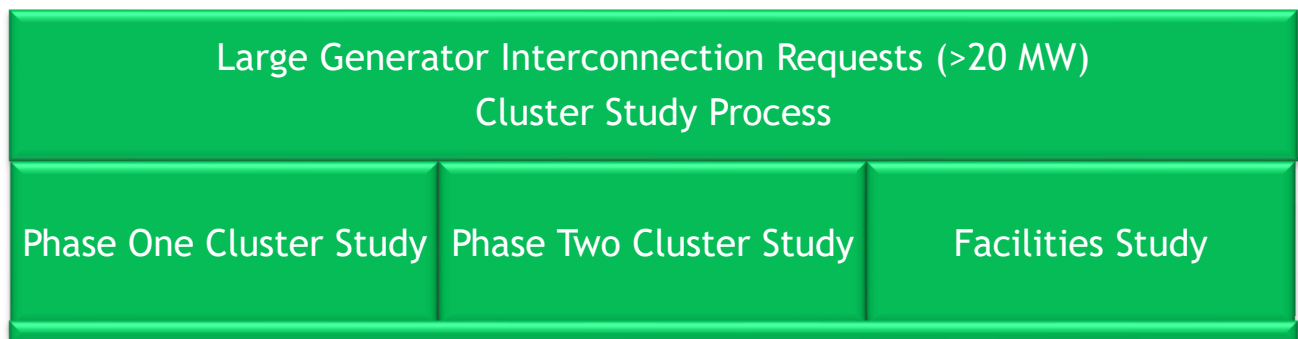 Large Generator Interconnection Requests (>20 MW)
Cluster Study Process
Phase One Cluster Study
Phase Two Cluster Study
Facilities Study